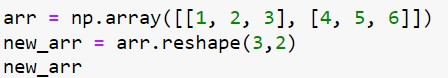 arr = np.array([[1, 2, 3], [4, 5, 6]])
new_arr = arr.reshape(3,2)
new_arr